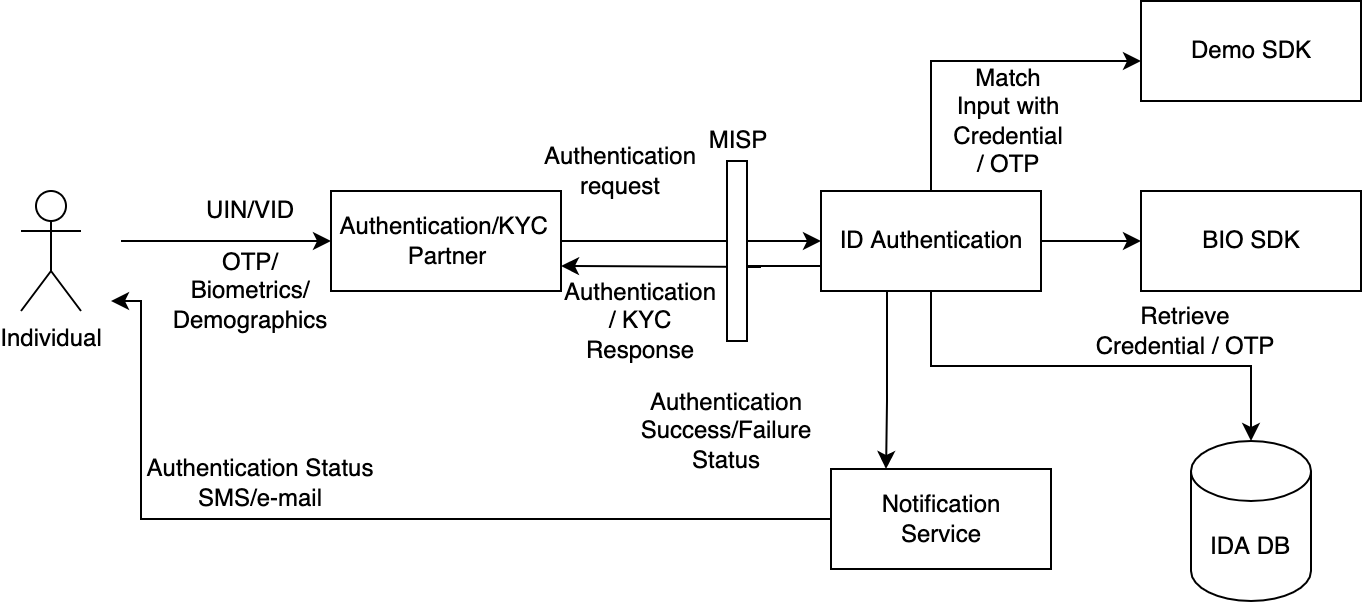 Demo SDK
Match
Input with
Credential
/ OTP
MISP
Authentication
request
UIN/VID
Authentication/KYC
Partner
ID Authentication
BIO SDK
OTP/
Biometrics/
Demographics
Authentication
/ KYC
Response
Individual
Retrieve
Credential / OTP
Authentication
Success/Failure
Status
Authentication Status
SMS/e-mail
Notification
Service
IDA DB